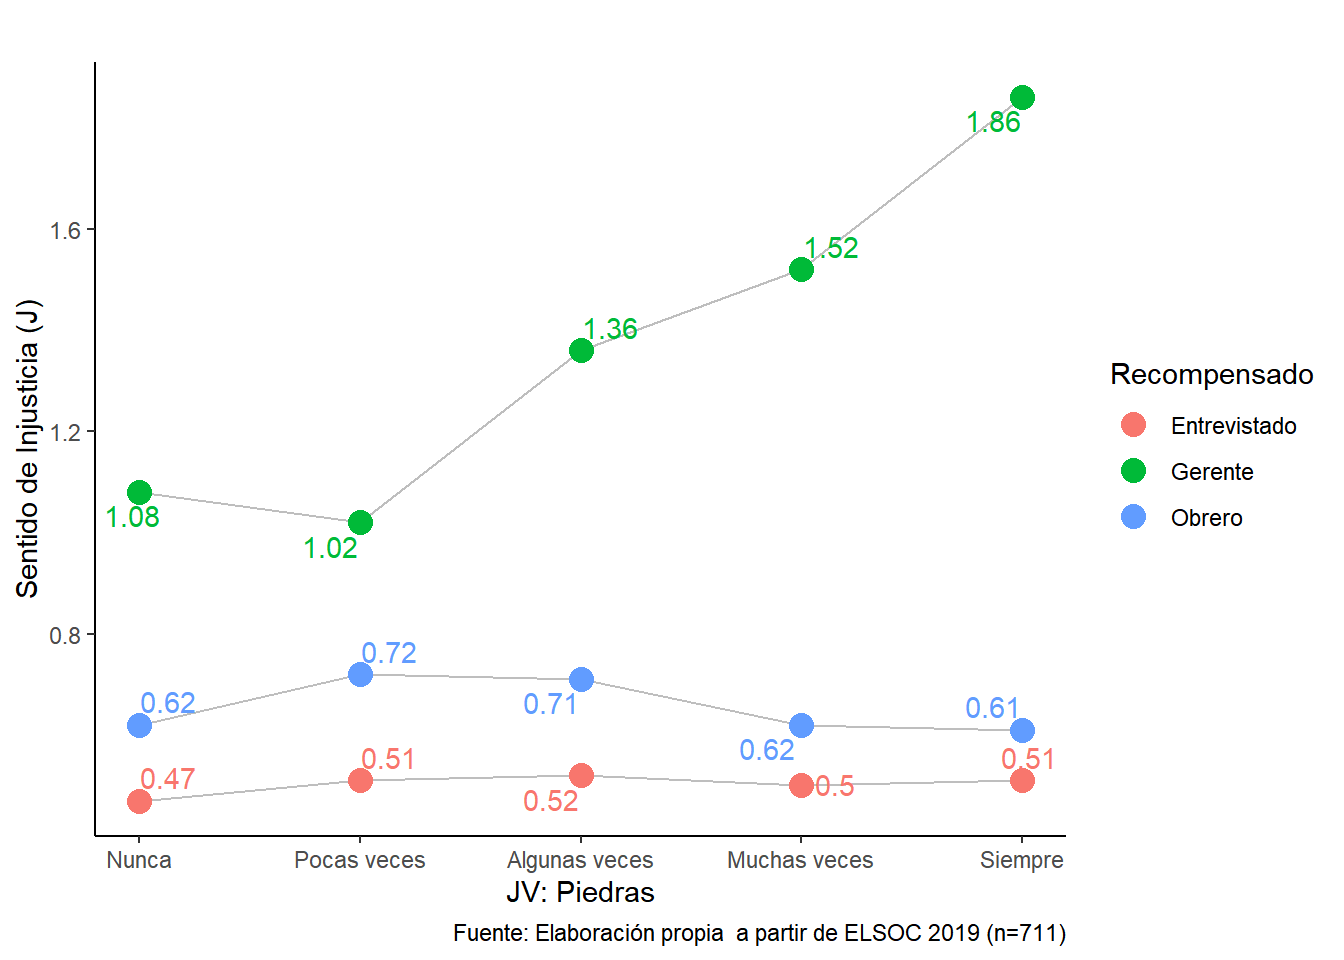 1.86
1.6
1.52
1.36
1.2
1.08
1.02
0.8
0.72
0.62
0.71
0.62
0.61
0.47
0.51
0.52
0.5
0.51
Sentido de Injusticia (J)
Nunca
Pocas veces
Algunas veces
Muchas veces
Siempre
JV: Piedras
Recompensado
Entrevistado
Gerente
Obrero
Fuente: Elaboración propia  a partir de ELSOC 2019 (n=711)